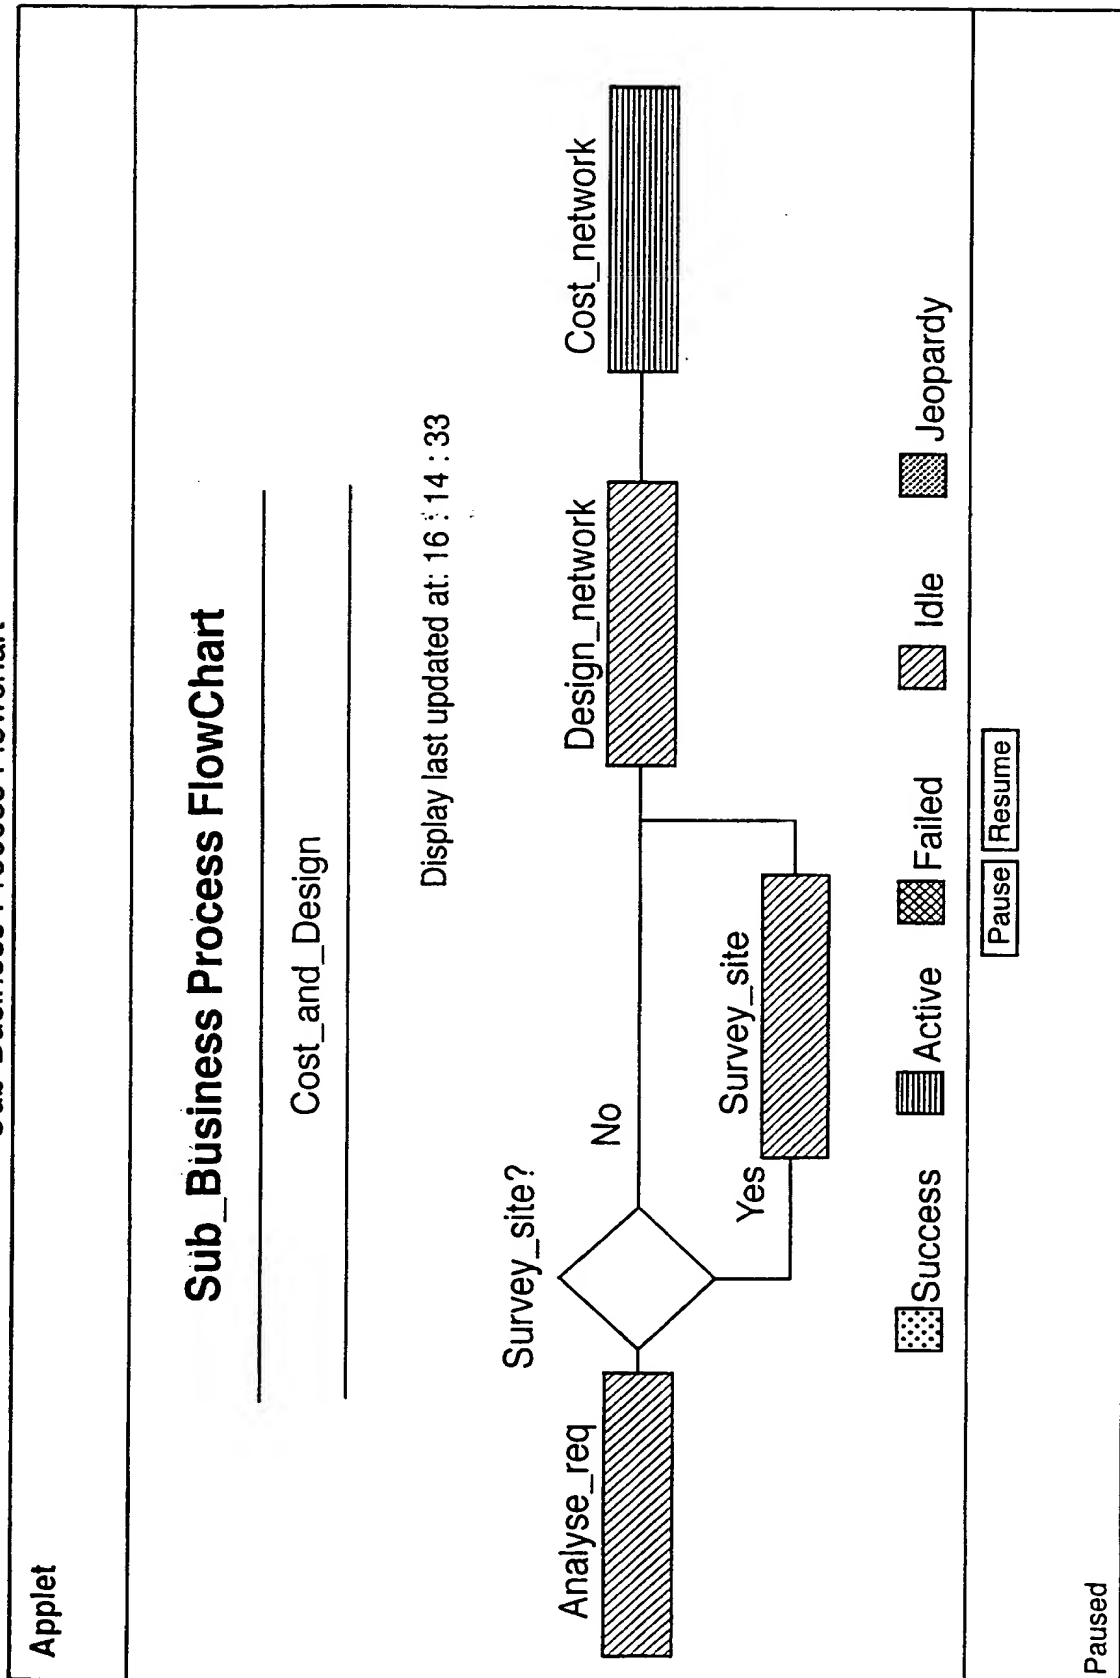 Applet
Sub_Business Process FlowChart
Cost_and_Design
Display last updated at: 16 : 14 : 33
Survey_site?
Analyse_req
No
Design_network
Cost_network
Yes
Survey_site
Success
Active
Failed
Idle
Jeopardy
Pause
Resume
Paused